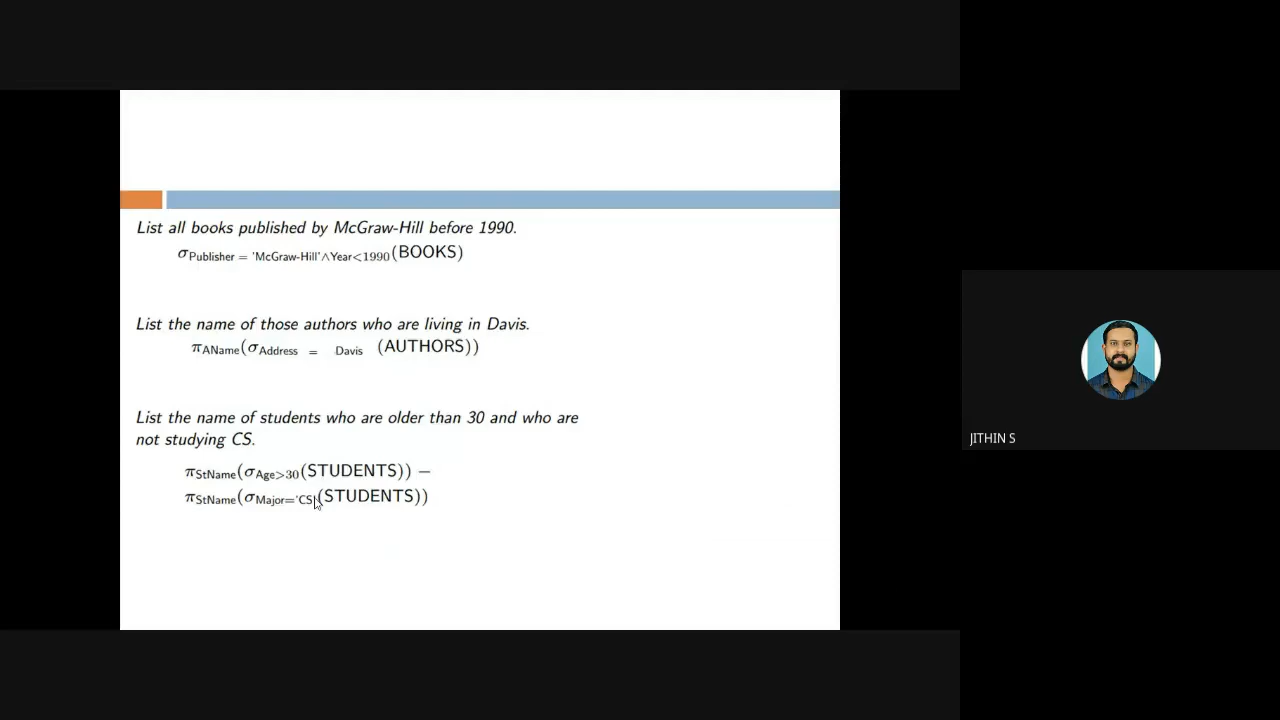 List all books published by McGraw-Hill before 1990.
σPublisher = 'McGraw-Hill'∧Year<1990(BOOKS)
List the name of those authors who are living in Davis.
πAName(σAddress = Davis (AUTHORS))
List the name of students who are older than 30 and who are
not studying CS.
πStName(σAge>30(STUDENTS)) −
πStName(σMajor='CS'(STUDENTS))
JITHIN S